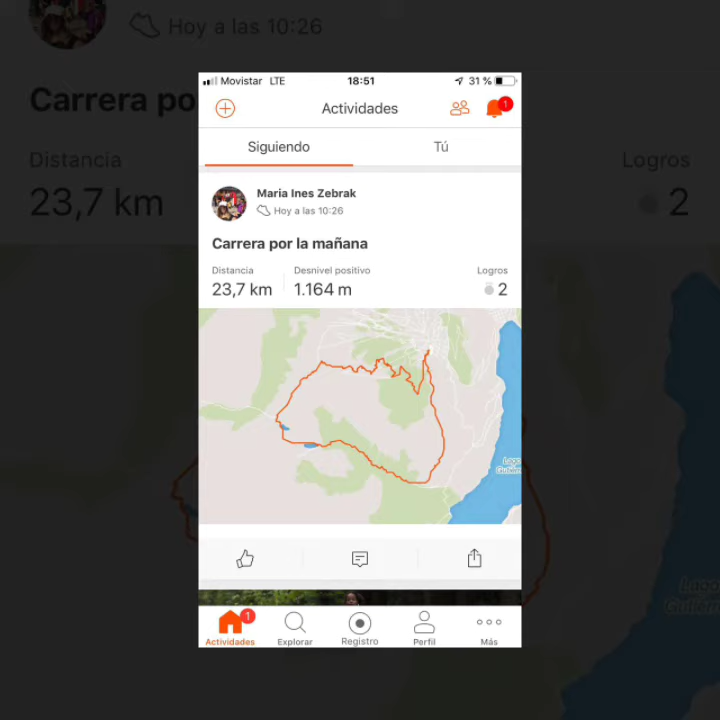 Hoy a las 10:26
Carrera po
Distancia
Logros
23,7 km
2
Movistar LTE 18:51 31 %
Actividades 1
Siguiendo Tú
Maria Ines Zebrak
Hoy a las 10:26
Carrera por la mañana
Distancia Desnivel positivo Logros
23,7 km 1.164 m 2
Lago
Gutiérr
Lago
Gutiérr
1
Actividades Explorar Registro Perfil Más